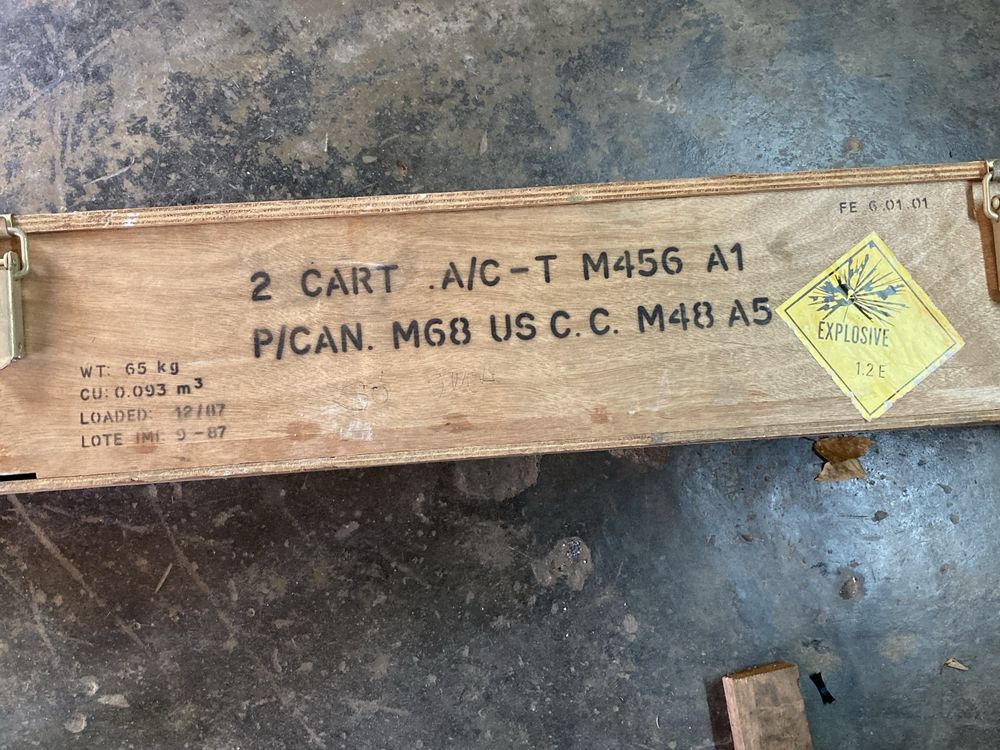 FE 6.01.01
2 CART .A/C-T M456 A1
P/CAN. M68 US C.C. M48 A5
EXPLOSIVE
1.2 E
WT: 65 kg
CU: 0.093 m³
LOADED: 12/87
LOTE IMI 9-87